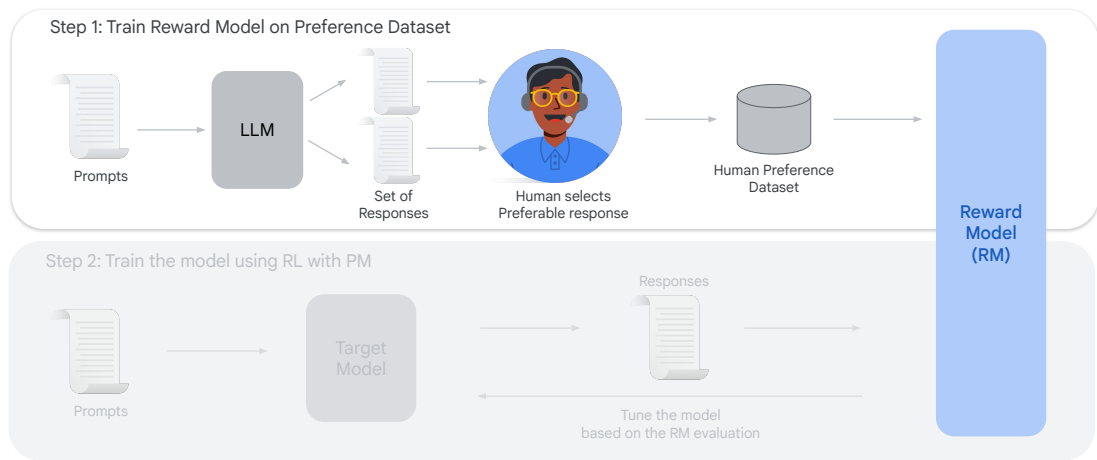 Step 1: Train Reward Model on Preference Dataset
Prompts
LLM
Set of
Responses
Human selects
Preferable response
Human Preference
Dataset
Reward
Model
(RM)
Step 2: Train the model using RL with PM
Prompts
Target
Model
Responses
Tune the model
based on the RM evaluation